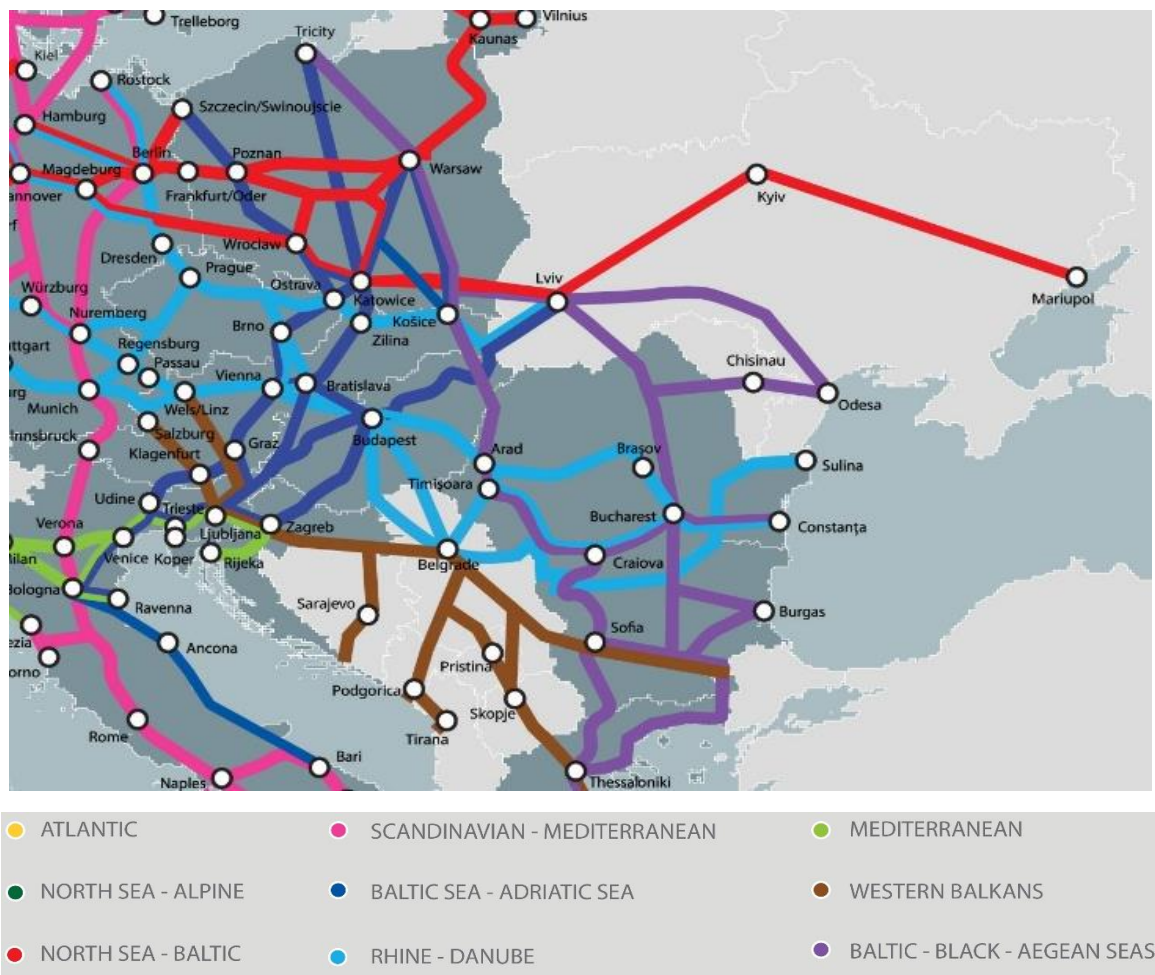 Trelleborg
Vilnius
Tricity
Kaunas
Kiel
Rostock
Szczecin/Swinoujscie
Hamburg
Berlin
Poznan
Magdeburg
Warsaw
annover
Frankfurt/Oder
Kyiv
rf
Wroclaw
Dresden
Prague
Lviv
Ostrava
Würzburg
Katowice
Mariupol
Nuremberg
Brno
Košice
Zilina
ttgart
Regensburg
Chisinau
Passau
Vienna
Bratislava
urg
Munich
Wels/Linz
Odesa
Salzburg
Budapest
nnsbruck
Graz
Klagenfurt
Arad
Braşov
Sulina
Timişoara
Udine
Trieste
Bucharest
Verona
Ljubljana
Zagreb
Constanţa
ilan
Venice
Koper
Rijeka
Belgrade
Craiova
Bologna
Ravenna
Sarajevo
Burgas
Sofia
ezia
Ancona
Pristina
orno
Podgorica
Skopje
Rome
Tirana
Bari
Naples
Thessaloniki
ATLANTIC
SCANDINAVIAN - MEDITERRANEAN
MEDITERRANEAN
NORTH SEA - ALPINE
BALTIC SEA - ADRIATIC SEA
WESTERN BALKANS
NORTH SEA - BALTIC
RHINE - DANUBE
BALTIC - BLACK - AEGEAN SEAS